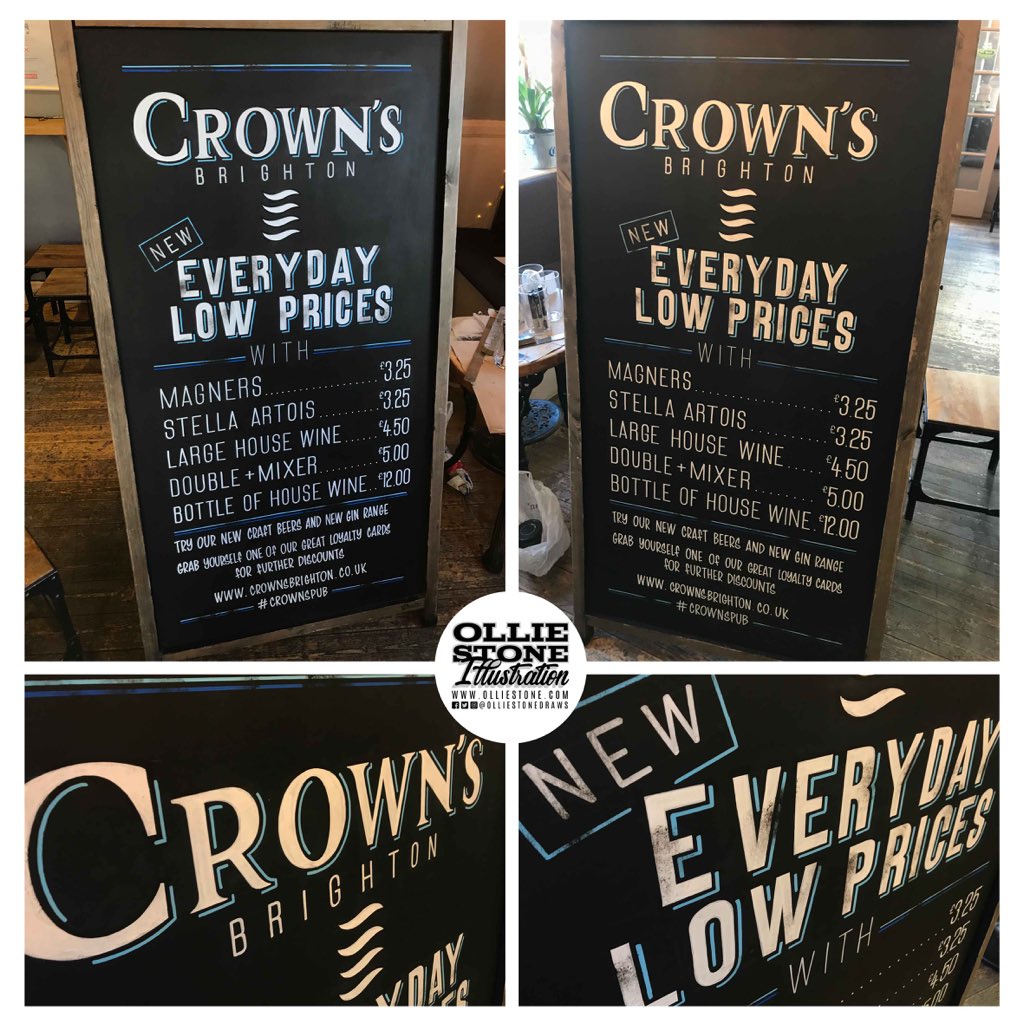 CROWN'S
BRIGHTON
NEW
EVERYDAY
LOW PRICES
WITH
MAGNERS.....................£3.25
STELLA ARTOIS.............£3.25
LARGE HOUSE WINE......£4.50
DOUBLE+MIXER.........£5.00
BOTTLE OF HOUSE WINE..£12.00
TRY OUR NEW CRAFT BEERS AND NEW GIN RANGE
GRAB YOURSELF ONE OF OUR GREAT LOYALTY CARDS
FOR FURTHER DISCOUNTS
WWW.CROWNSBRIGHTON.CO.UK
#CROWNSPUB
CROWN'S
BRIGHTON
NEW
EVERYDAY
LOW PRICES
WITH
MAGNERS.....................£3.25
STELLA ARTOIS.............£3.25
LARGE HOUSE WINE....£4.50
DOUBLE+MIXER.........£5.00
BOTTLE OF HOUSE WINE.£12.00
TRY OUR NEW CRAFT BEERS AND NEW GIN RANGE
GRAB YOURSELF ONE OF OUR GREAT LOYALTY CARDS
FOR FURTHER DISCOUNTS
WWW.CROWNSBRIGHTON.CO.UK
#CROWNSPUB
OLLIE
STONE
Illustration
WWW.OLLIESTONE.COM
@OLLIESTONEDRAWS
CROWN'S
BRIGHTON
YDAY
ES
NEW
EVERYDAY
LOW PRICES
WITH
£3.25
£3.25
£4.50
5.00